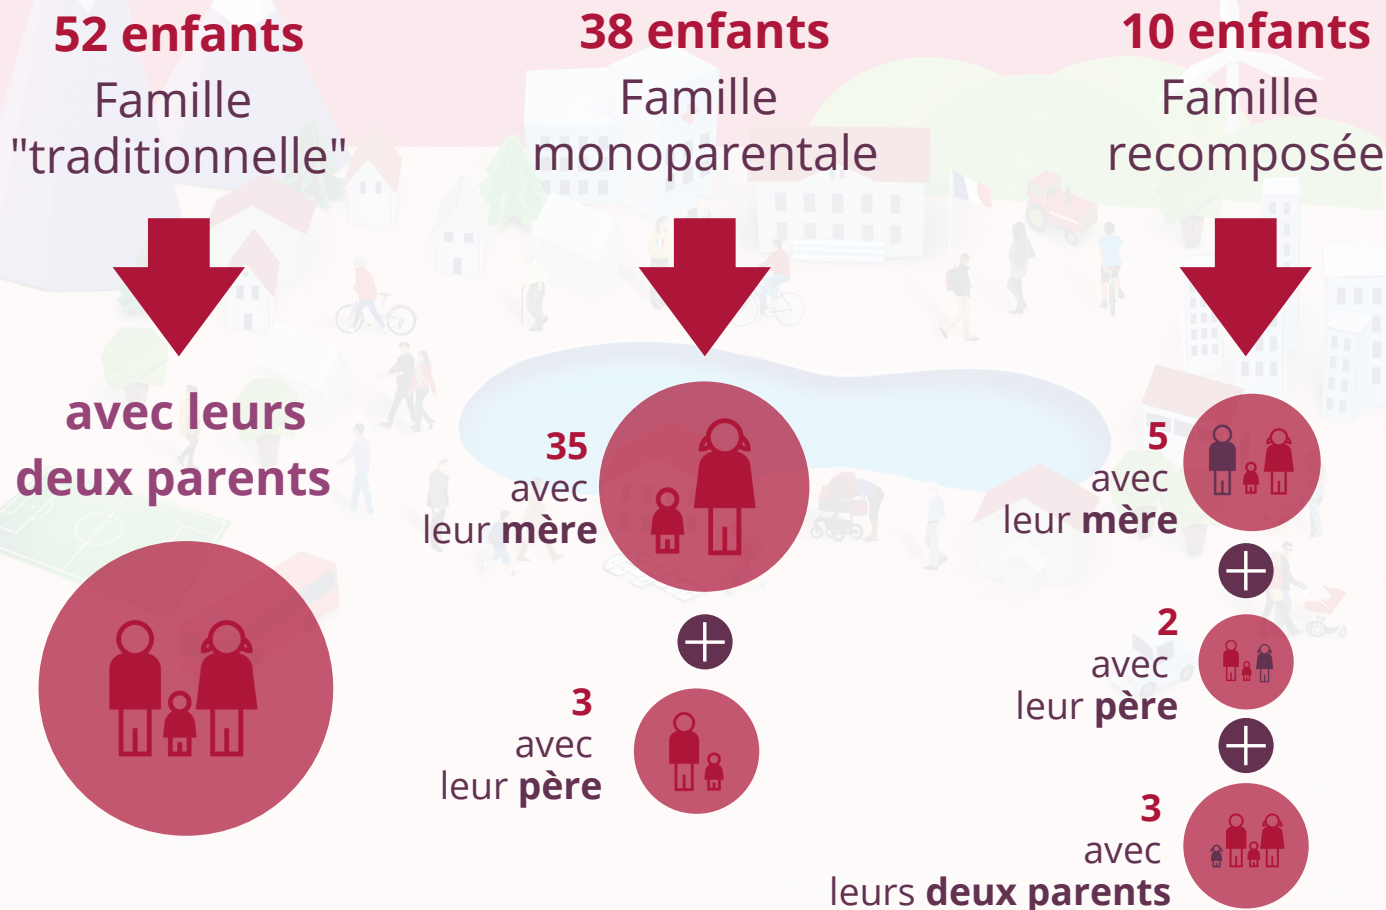 52 enfants
Famille
"traditionnelle"
avec leurs
deux parents
38 enfants
Famille
monoparentale
35
avec
leur mère
3
avec
leur père
10 enfants
Famille
recomposée
5
avec
leur mère
2
avec
leur père
3
avec
leurs deux parents